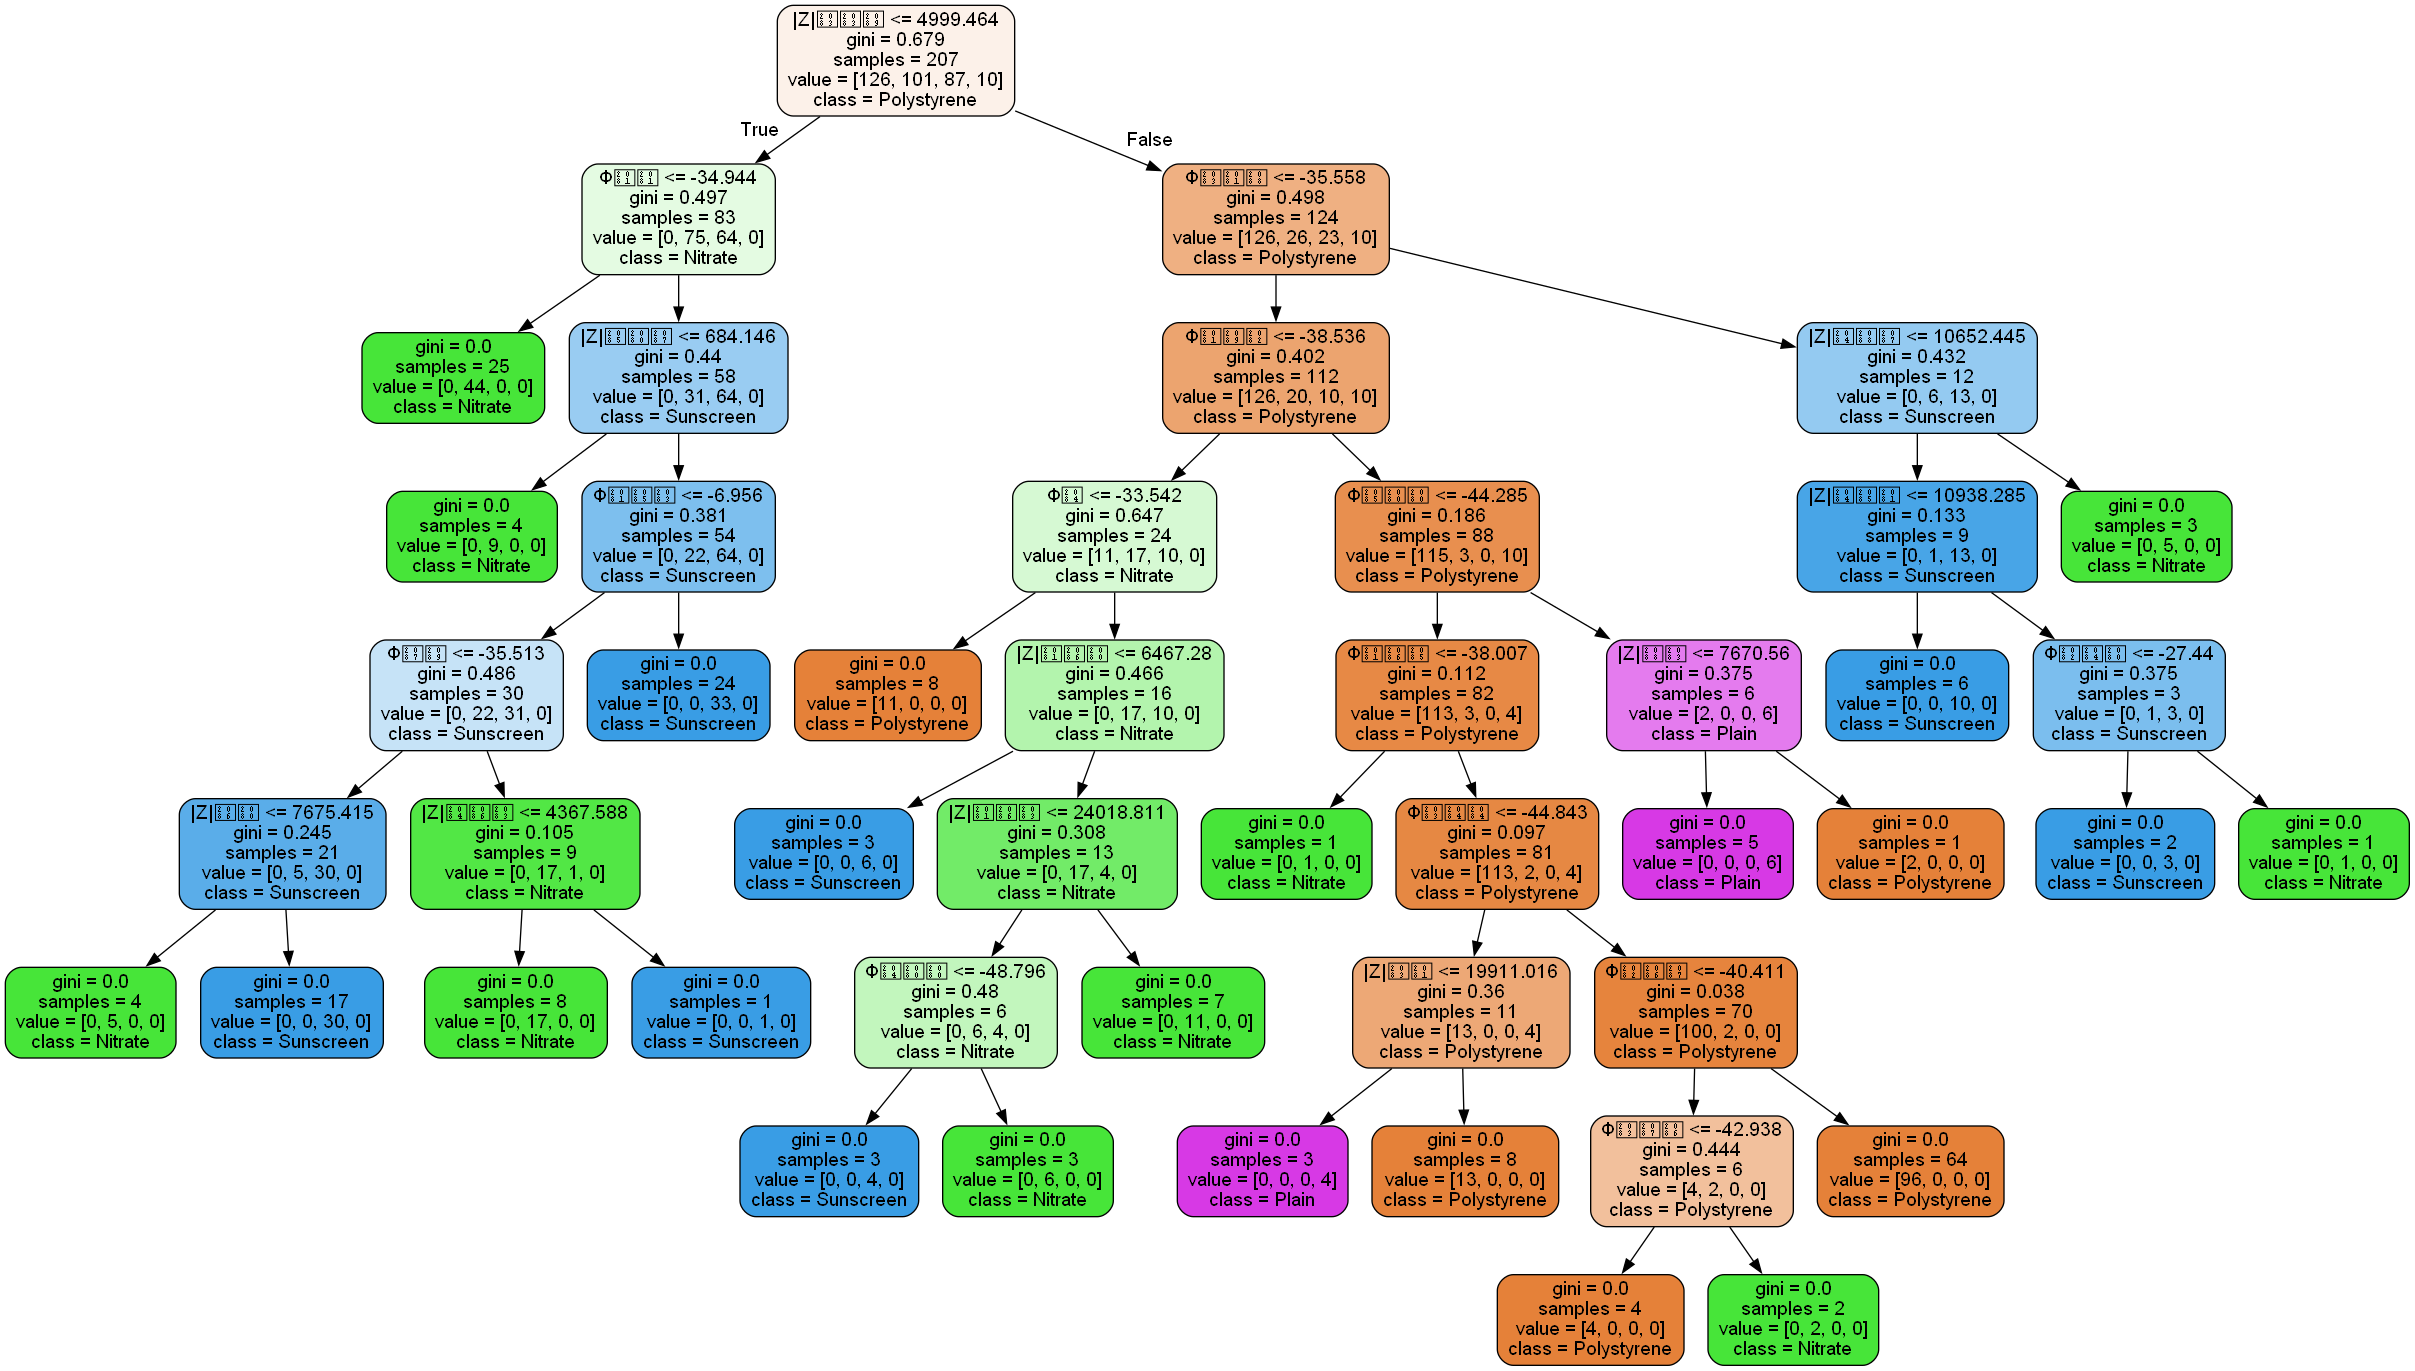 |Z| <= 4999.464
gini = 0.679
samples = 207
value = [126, 101, 87, 10]
class = Polystyrene
True
False
Φ <= -34.944
gini = 0.497
samples = 83
value = [0, 75, 64, 0]
class = Nitrate
Φ <= -35.558
gini = 0.498
samples = 124
value = [126, 26, 23, 10]
class = Polystyrene
gini = 0.0
samples = 25
value = [0, 44, 0, 0]
class = Nitrate
|Z| <= 684.146
gini = 0.44
samples = 58
value = [0, 31, 64, 0]
class = Sunscreen
Φ <= -38.536
gini = 0.402
samples = 112
value = [126, 20, 10, 10]
class = Polystyrene
|Z| <= 10652.445
gini = 0.432
samples = 12
value = [0, 6, 13, 0]
class = Sunscreen
gini = 0.0
samples = 4
value = [0, 9, 0, 0]
class = Nitrate
Φ <= -6.956
gini = 0.381
samples = 54
value = [0, 22, 64, 0]
class = Sunscreen
Φ <= -33.542
gini = 0.647
samples = 24
value = [11, 17, 10, 0]
class = Nitrate
Φ <= -44.285
gini = 0.186
samples = 88
value = [115, 3, 0, 10]
class = Polystyrene
|Z| <= 10938.285
gini = 0.133
samples = 9
value = [0, 1, 13, 0]
class = Sunscreen
gini = 0.0
samples = 3
value = [0, 5, 0, 0]
class = Nitrate
Φ <= -35.513
gini = 0.486
samples = 30
value = [0, 22, 31, 0]
class = Sunscreen
gini = 0.0
samples = 24
value = [0, 0, 33, 0]
class = Sunscreen
gini = 0.0
samples = 8
value = [11, 0, 0, 0]
class = Polystyrene
|Z| <= 6467.28
gini = 0.466
samples = 16
value = [0, 17, 10, 0]
class = Nitrate
Φ <= -38.007
gini = 0.112
samples = 82
value = [113, 3, 0, 4]
class = Polystyrene
|Z| <= 7670.56
gini = 0.375
samples = 6
value = [2, 0, 0, 6]
class = Plain
gini = 0.0
samples = 6
value = [0, 0, 10, 0]
class = Sunscreen
Φ <= -27.44
gini = 0.375
samples = 3
value = [0, 1, 3, 0]
class = Sunscreen
|Z| <= 7675.415
gini = 0.245
samples = 21
value = [0, 5, 30, 0]
class = Sunscreen
|Z| <= 4367.588
gini = 0.105
samples = 9
value = [0, 17, 1, 0]
class = Nitrate
gini = 0.0
samples = 3
value = [0, 0, 6, 0]
class = Sunscreen
|Z| <= 24018.811
gini = 0.308
samples = 13
value = [0, 17, 4, 0]
class = Nitrate
gini = 0.0
samples = 1
value = [0, 1, 0, 0]
class = Nitrate
Φ <= -44.843
gini = 0.097
samples = 81
value = [113, 2, 0, 4]
class = Polystyrene
gini = 0.0
samples = 5
value = [0, 0, 0, 6]
class = Plain
gini = 0.0
samples = 1
value = [2, 0, 0, 0]
class = Polystyrene
gini = 0.0
samples = 2
value = [0, 0, 3, 0]
class = Sunscreen
gini = 0.0
samples = 1
value = [0, 1, 0, 0]
class = Nitrate
gini = 0.0
samples = 4
value = [0, 5, 0, 0]
class = Nitrate
gini = 0.0
samples = 17
value = [0, 0, 30, 0]
class = Sunscreen
gini = 0.0
samples = 8
value = [0, 17, 0, 0]
class = Nitrate
gini = 0.0
samples = 1
value = [0, 0, 1, 0]
class = Sunscreen
Φ <= -48.796
gini = 0.48
samples = 6
value = [0, 6, 4, 0]
class = Nitrate
gini = 0.0
samples = 7
value = [0, 11, 0, 0]
class = Nitrate
|Z| <= 19911.016
gini = 0.36
samples = 11
value = [13, 0, 0, 4]
class = Polystyrene
Φ <= -40.411
gini = 0.038
samples = 70
value = [100, 2, 0, 0]
class = Polystyrene
gini = 0.0
samples = 3
value = [0, 0, 4, 0]
class = Sunscreen
gini = 0.0
samples = 3
value = [0, 6, 0, 0]
class = Nitrate
gini = 0.0
samples = 3
value = [0, 0, 0, 4]
class = Plain
gini = 0.0
samples = 8
value = [13, 0, 0, 0]
class = Polystyrene
Φ <= -42.938
gini = 0.444
samples = 6
value = [4, 2, 0, 0]
class = Polystyrene
gini = 0.0
samples = 64
value = [96, 0, 0, 0]
class = Polystyrene
gini = 0.0
samples = 4
value = [4, 0, 0, 0]
class = Polystyrene
gini = 0.0
samples = 2
value = [0, 2, 0, 0]
class = Nitrate